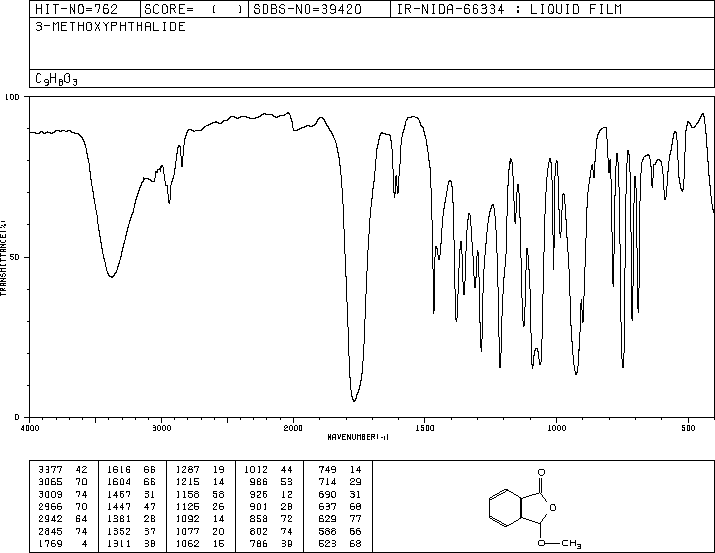 HIT-NO=762 SCORE= ( ) SDBS-NO=39420 IR-NIDA-66334 : LIQUID FILM
3-METHOXYPHTHALIDE
C9H8O3
100
50
0
TRANSMITTANCE(%)
4000 3000 2000 1500 1000 500
WAVENUMBER(-1)
3377 42 1616 66 1287 19 1012 44 749 14
3065 70 1604 66 1215 14 986 53 714 29
3009 74 1467 31 1158 58 926 12 690 31
2966 70 1447 47 1125 26 901 28 637 68
2942 64 1381 28 1092 14 858 72 629 77
2845 74 1352 37 1077 20 802 74 588 66
1769 4 1311 38 1062 15 786 39 523 68
O
O
O—CH3